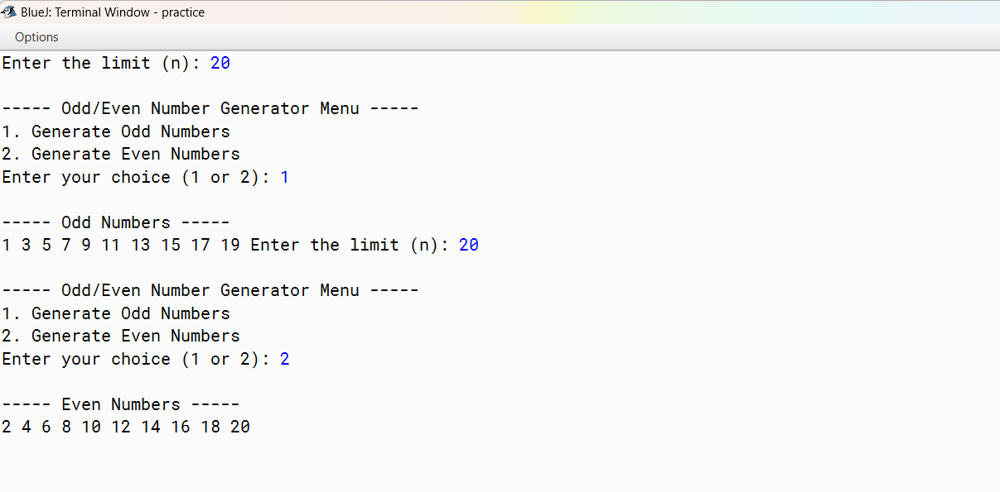 BlueJ: Terminal Window - practice
Options
Enter the limit (n): 20
----- Odd/Even Number Generator Menu -----
1. Generate Odd Numbers
2. Generate Even Numbers
Enter your choice (1 or 2): 1
----- Odd Numbers -----
1 3 5 7 9 11 13 15 17 19 Enter the limit (n): 20
----- Odd/Even Number Generator Menu -----
1. Generate Odd Numbers
2. Generate Even Numbers
Enter your choice (1 or 2): 2
----- Even Numbers -----
2 4 6 8 10 12 14 16 18 20